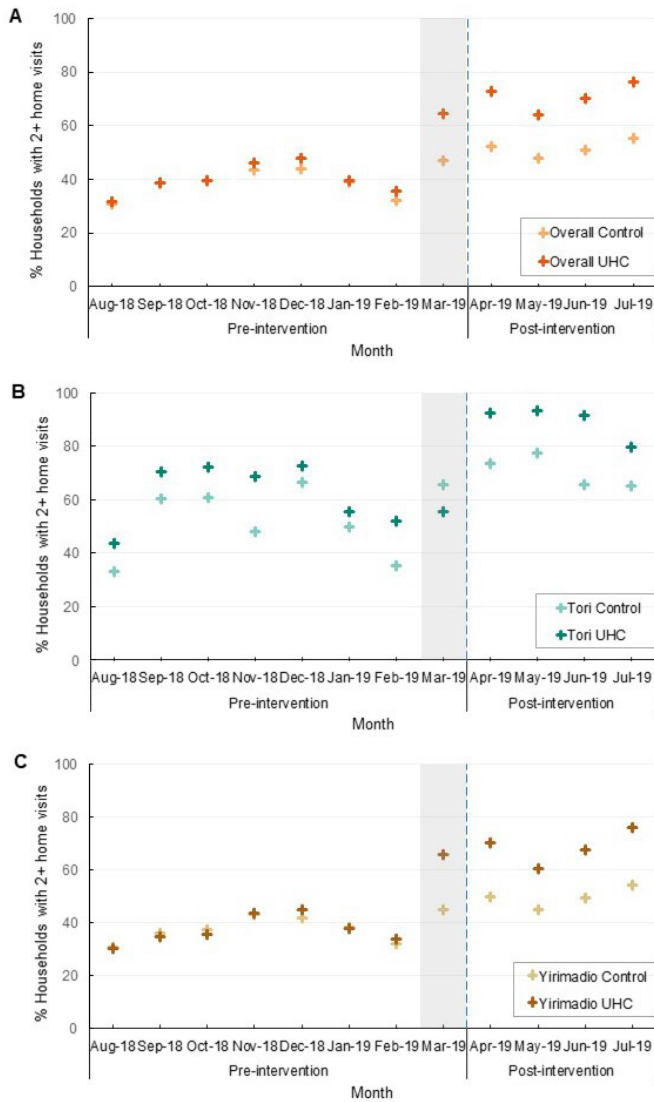 A
% Households with 2+ home visits
100
80
60
40
20
0
Overall Control
Overall UHC
Aug-18 Sep-18 Oct-18 Nov-18 Dec-18 Jan-19 Feb-19 Mar-19 Apr-19 May-19 Jun-19 Jul-19
Pre-intervention Post-intervention
Month
B
% Households with 2+ home visits
100
80
60
40
20
0
Tori Control
Tori UHC
Aug-18 Sep-18 Oct-18 Nov-18 Dec-18 Jan-19 Feb-19 Mar-19 Apr-19 May-19 Jun-19 Jul-19
Pre-intervention Post-intervention
Month
C
% Households with 2+ home visits
100
80
60
40
20
0
Yirimadio Control
Yirimadio UHC
Aug-18 Sep-18 Oct-18 Nov-18 Dec-18 Jan-19 Feb-19 Mar-19 Apr-19 May-19 Jun-19 Jul-19
Pre-intervention Post-intervention
Month